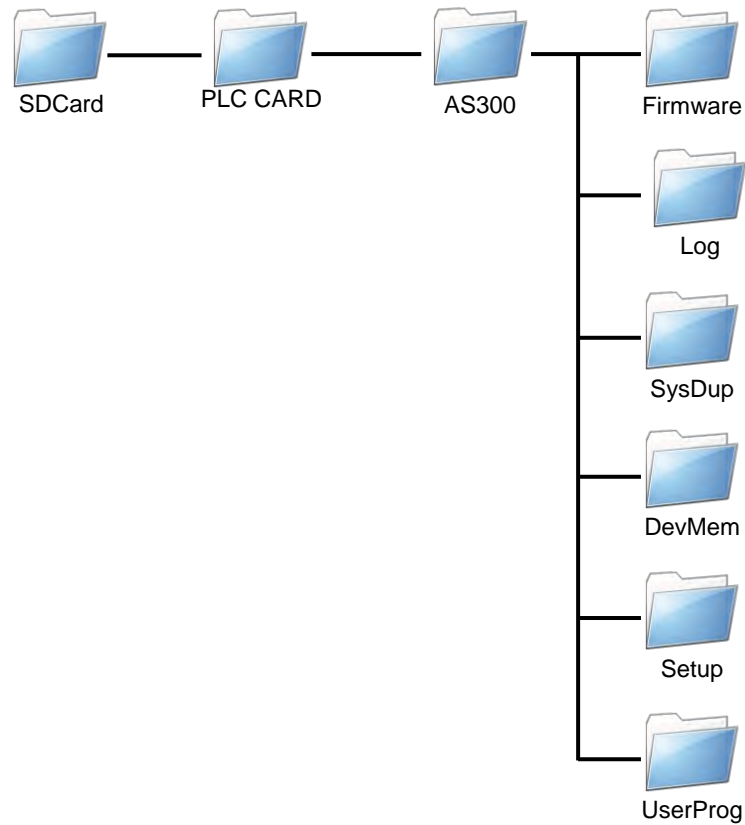 SDCard
PLC CARD
AS300
Firmware
Log
SysDup
DevMem
Setup
UserProg